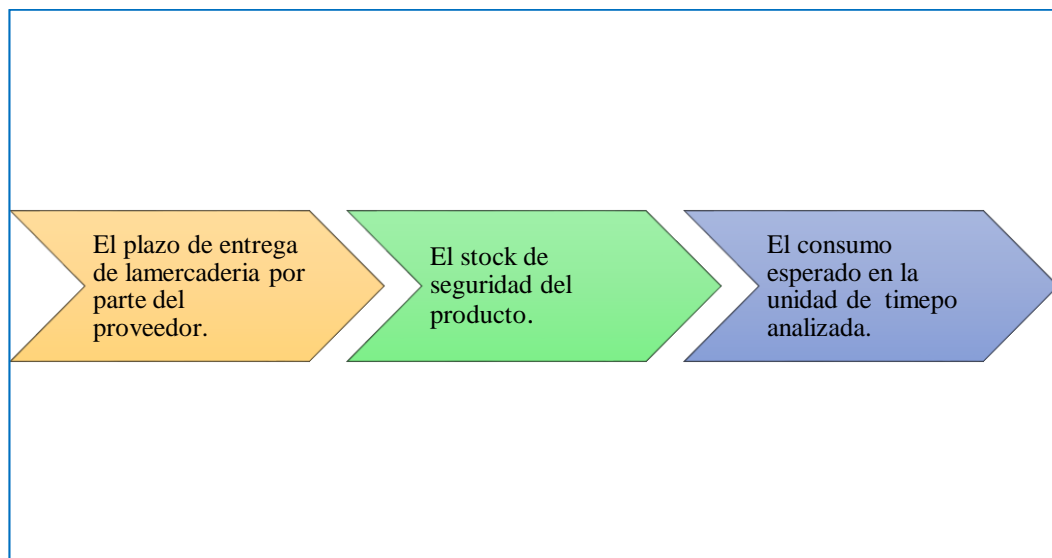 El plazo de entrega
de lamercaderia por
parte del
proveedor.
El stock de
seguridad del
producto.
El consumo
esperado en la
unidad de timepo
analizada.